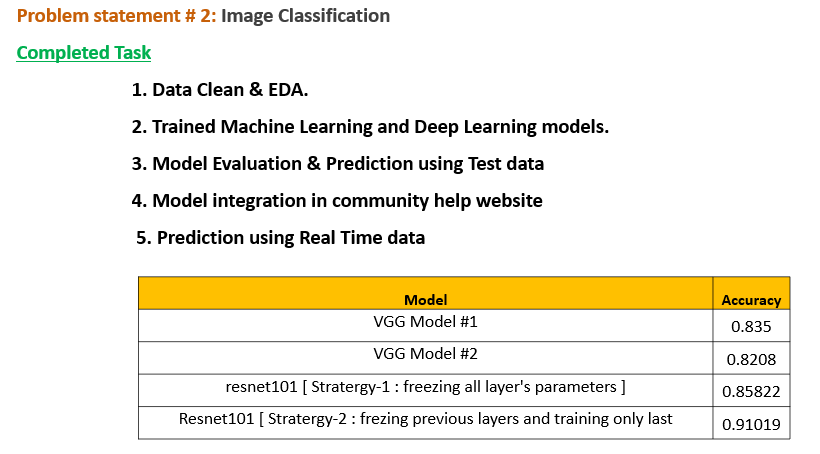 Problem statement # 2: Image Classification
Completed Task
1. Data Clean & EDA.
2. Trained Machine Learning and Deep Learning models.
3. Model Evaluation & Prediction using Test data
4. Model integration in community help website
5. Prediction using Real Time data
Model Accuracy
VGG Model #1 0.835
VGG Model #2 0.8208
resnet101 [ Stratergy-1 : freezing all layer's parameters ] 0.85822
Resnet101 [ Stratergy-2 : frezing previous layers and training only last 0.91019